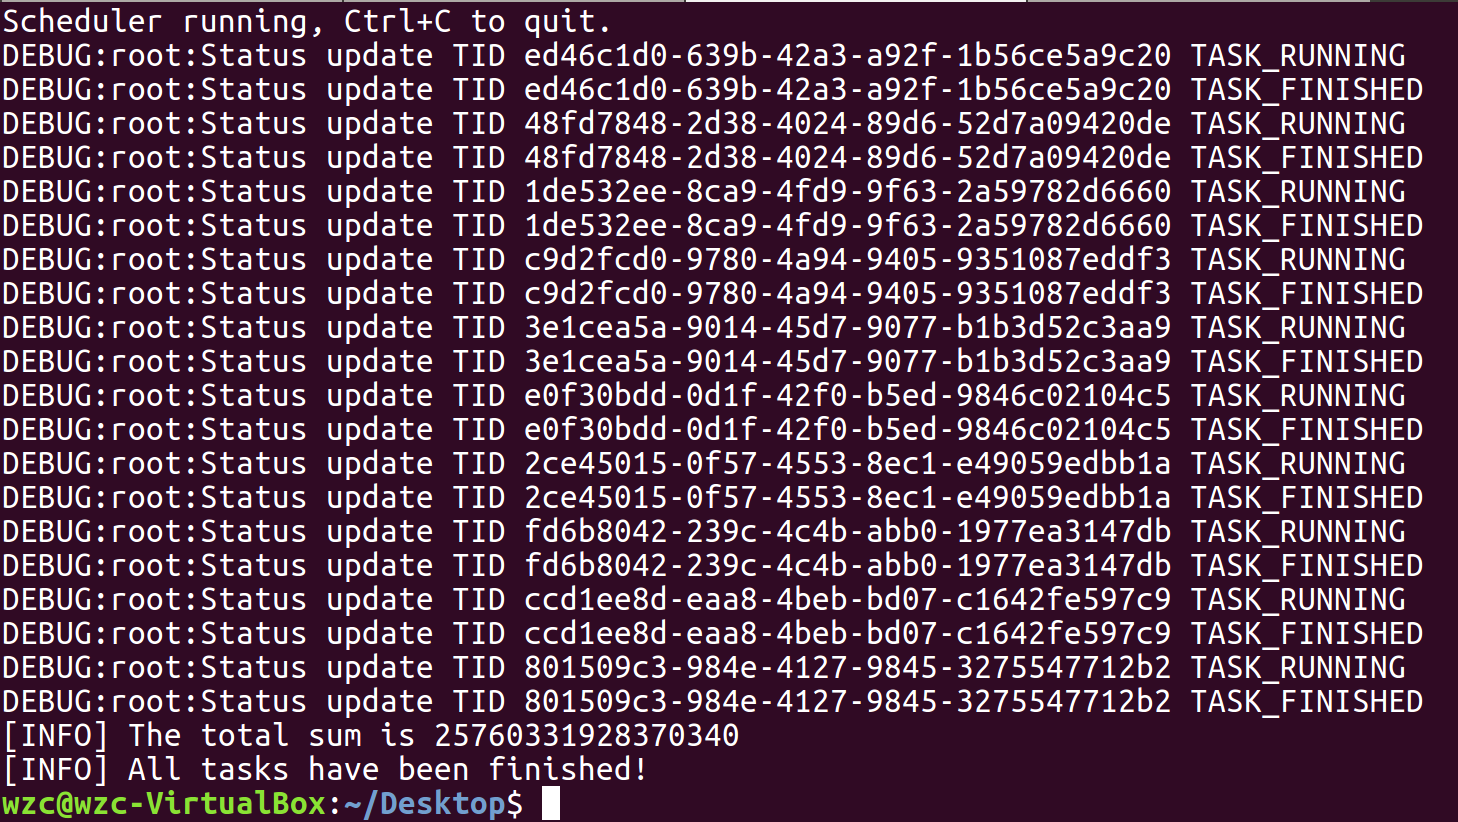 Scheduler running, Ctrl+C to quit.
DEBUG:root:Status update TID ed46c1d0-639b-42a3-a92f-1b56ce5a9c20 TASK_RUNNING
DEBUG:root:Status update TID ed46c1d0-639b-42a3-a92f-1b56ce5a9c20 TASK_FINISHED
DEBUG:root:Status update TID 48fd7848-2d38-4024-89d6-52d7a09420de TASK_RUNNING
DEBUG:root:Status update TID 48fd7848-2d38-4024-89d6-52d7a09420de TASK_FINISHED
DEBUG:root:Status update TID 1de532ee-8ca9-4fd9-9f63-2a59782d6660 TASK_RUNNING
DEBUG:root:Status update TID 1de532ee-8ca9-4fd9-9f63-2a59782d6660 TASK_FINISHED
DEBUG:root:Status update TID c9d2fcd0-9780-4a94-9405-9351087eddf3 TASK_RUNNING
DEBUG:root:Status update TID c9d2fcd0-9780-4a94-9405-9351087eddf3 TASK_FINISHED
DEBUG:root:Status update TID 3e1cea5a-9014-45d7-9077-b1b3d52c3aa9 TASK_RUNNING
DEBUG:root:Status update TID 3e1cea5a-9014-45d7-9077-b1b3d52c3aa9 TASK_FINISHED
DEBUG:root:Status update TID e0f30bdd-0d1f-42f0-b5ed-9846c02104c5 TASK_RUNNING
DEBUG:root:Status update TID e0f30bdd-0d1f-42f0-b5ed-9846c02104c5 TASK_FINISHED
DEBUG:root:Status update TID 2ce45015-0f57-4553-8ec1-e49059edbb1a TASK_RUNNING
DEBUG:root:Status update TID 2ce45015-0f57-4553-8ec1-e49059edbb1a TASK_FINISHED
DEBUG:root:Status update TID fd6b8042-239c-4c4b-abb0-1977ea3147db TASK_RUNNING
DEBUG:root:Status update TID fd6b8042-239c-4c4b-abb0-1977ea3147db TASK_FINISHED
DEBUG:root:Status update TID ccd1ee8d-eaa8-4beb-bd07-c1642fe597c9 TASK_RUNNING
DEBUG:root:Status update TID ccd1ee8d-eaa8-4beb-bd07-c1642fe597c9 TASK_FINISHED
DEBUG:root:Status update TID 801509c3-984e-4127-9845-3275547712b2 TASK_RUNNING
DEBUG:root:Status update TID 801509c3-984e-4127-9845-3275547712b2 TASK_FINISHED
[INFO] The total sum is 25760331928370340
[INFO] All tasks have been finished!
wzc@wzc-VirtualBox:~/Desktop$